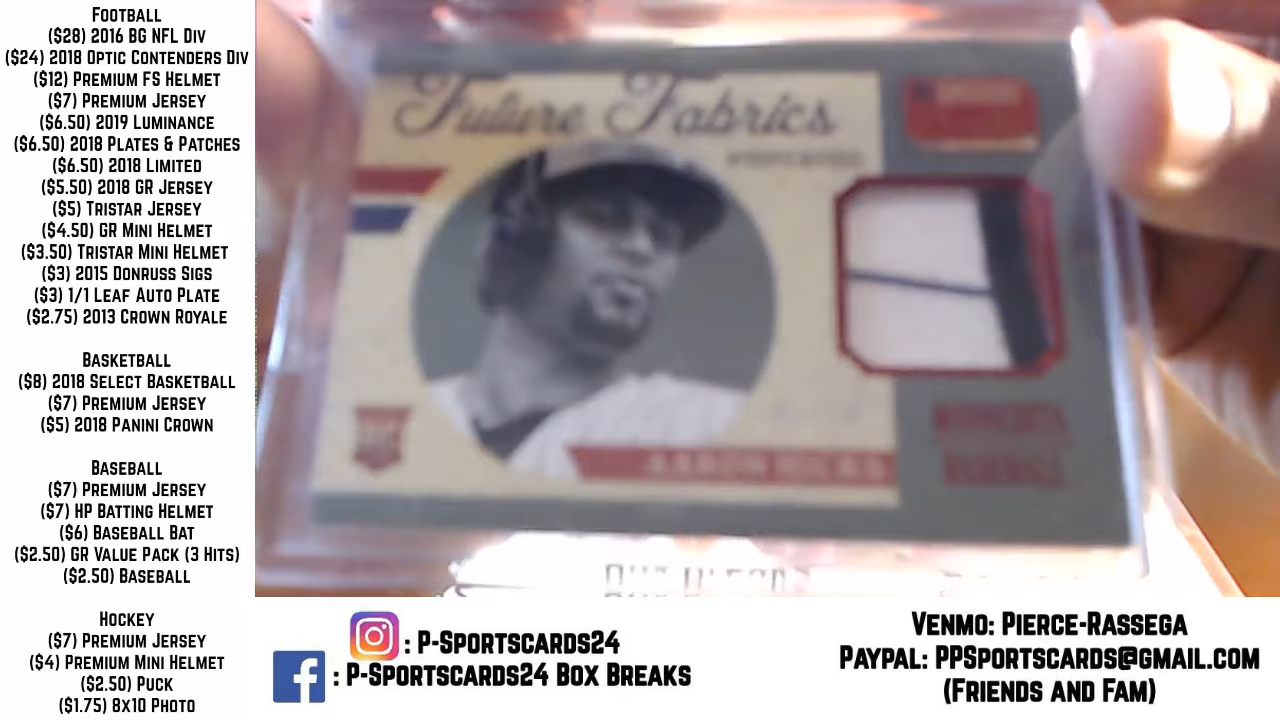 Football
($28) 2016 BG NFL Div
($24) 2018 Optic Contenders Div
($12) Premium FS Helmet
($7) Premium Jersey
($6.50) 2019 Luminance
($6.50) 2018 Plates & Patches
($6.50) 2018 Limited
($5.50) 2018 GR Jersey
($5) Tristar Jersey
($4.50) GR Mini Helmet
($3.50) Tristar Mini Helmet
($3) 2015 Donruss Sigs
($3) 1/1 Leaf Auto Plate
($2.75) 2013 Crown Royale
Basketball
($8) 2018 Select Basketball
($7) Premium Jersey
($5) 2018 Panini Crown
Baseball
($7) Premium Jersey
($7) HP Batting Helmet
($6) Baseball Bat
($2.50) GR Value Pack (3 Hits)
($2.50) Baseball
Hockey
($7) Premium Jersey
($4) Premium Mini Helmet
($2.50) Puck
($1.75) 8x10 Photo
Future Fabrics
RC
AARON HICKS
MINNESOTA
BASEBALL
: P-Sportscards24
: P-Sportscards24 Box Breaks
Venmo: Pierce-Rassega
Paypal: PPSportscards@gmail.com
(Friends and Fam)